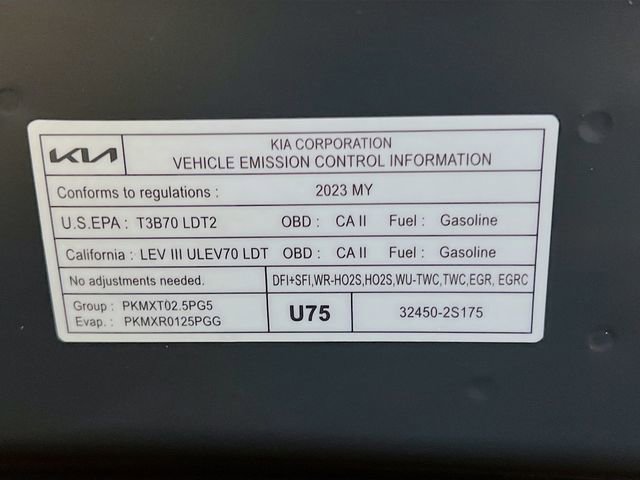 KIA
KIA CORPORATION
VEHICLE EMISSION CONTROL INFORMATION
Conforms to regulations : 2023 MY
U.S.EPA : T3B70 LDT2 OBD : CA II Fuel : Gasoline
California : LEV III ULEV70 LDT OBD : CA II Fuel : Gasoline
No adjustments needed. DFI+SFI,WR-HO2S,HO2S,WU-TWC,TWC,EGR, EGRC
Group : PKMXT02.5PG5
Evap. : PKMXR0125PGG
U75
32450-2S175